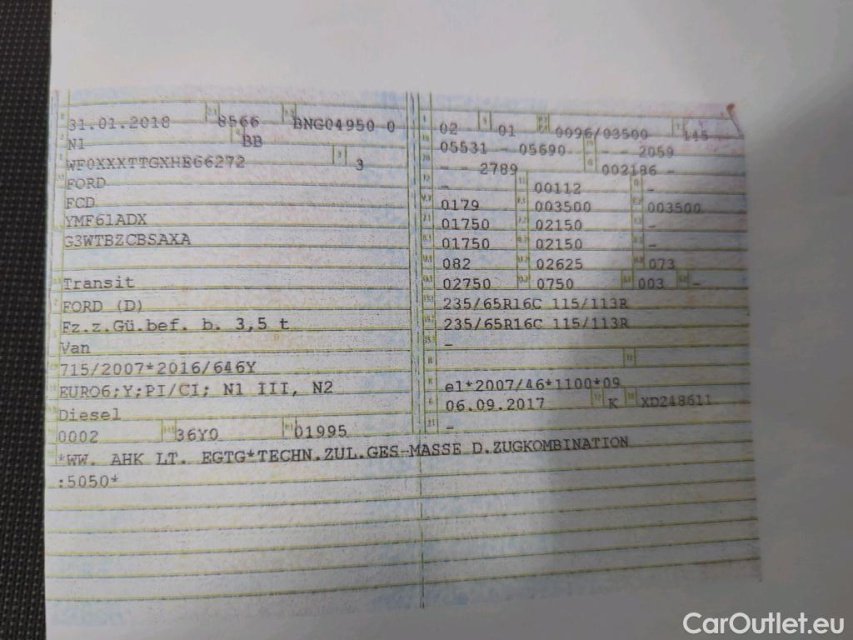 31.01.2018 8566 BNG04950 0
N1 BB
WF0XXXTTGXHE66272 3
FORD
FCD
YMF61ADX
G3WTBZCBSAXA
Transit
FORD (D)
Fz.z.Gü.bef. b. 3,5 t
Van
715/2007*2016/646Y
EURO6;Y;PI/CI; N1 III, N2
Diesel
0002 36Y0 01995
*WW. AHK LT. EGTG*TECHN.ZUL.GES-MASSE D.ZUGKOMBINATION
:5050*
02 01 0096/03500 145
05531 - 05690 - 2059
- - 2789 002186 -
- 00112 -
0179 003500 003500
01750 02150 -
01750 02150 -
082 02625 073
02750 0750 003 -
235/65R16C 115/113R
235/65R16C 115/113R
-
e1*2007/46*1100*09
06.09.2017 K XD248611
-
CarOutlet.eu